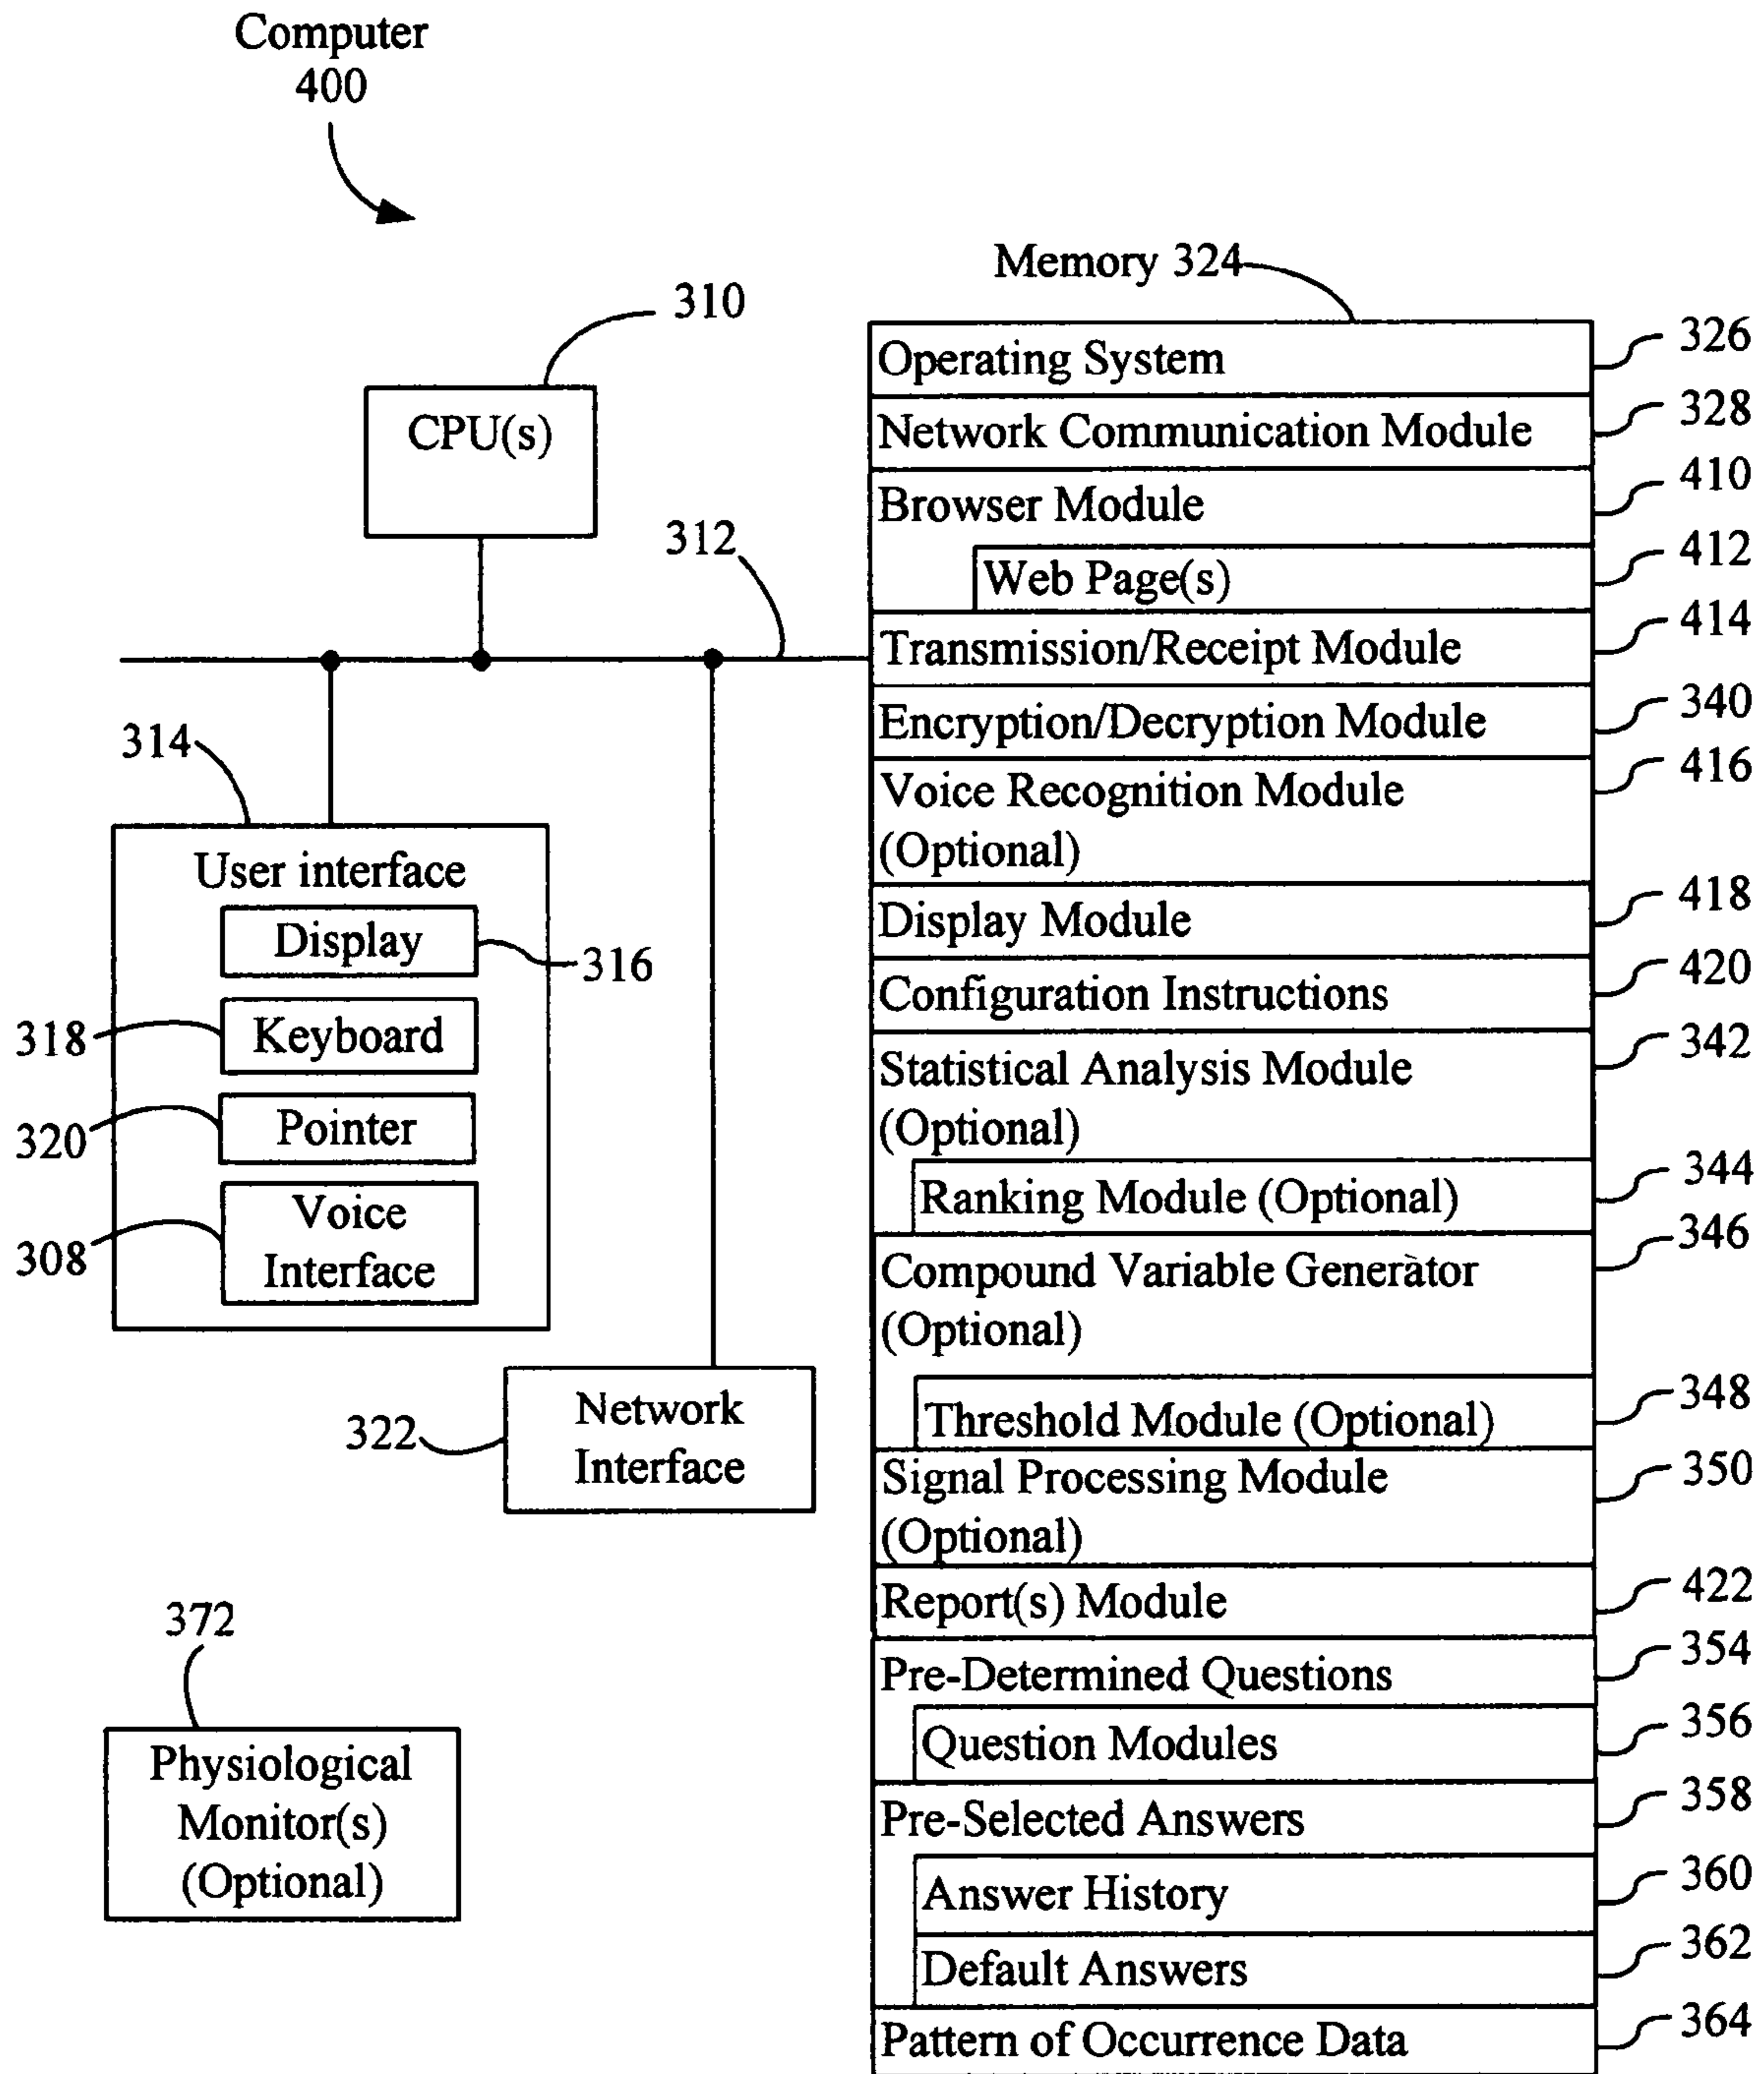 Computer
400
310
CPU(s)
312
314
User interface
Display
316
318
Keyboard
320
Pointer
308
Voice
Interface
322
Network
Interface
372
Physiological
Monitor(s)
(Optional)
Memory 324
Operating System
326
Network Communication Module
328
Browser Module
410
Web Page(s)
412
Transmission/Receipt Module
414
Encryption/Decryption Module
340
Voice Recognition Module
(Optional)
416
Display Module
418
Configuration Instructions
420
Statistical Analysis Module
(Optional)
342
Ranking Module (Optional)
344
Compound Variable Generator
(Optional)
346
Threshold Module (Optional)
348
Signal Processing Module
(Optional)
350
Report(s) Module
422
Pre-Determined Questions
354
Question Modules
356
Pre-Selected Answers
358
Answer History
360
Default Answers
362
Pattern of Occurrence Data
364